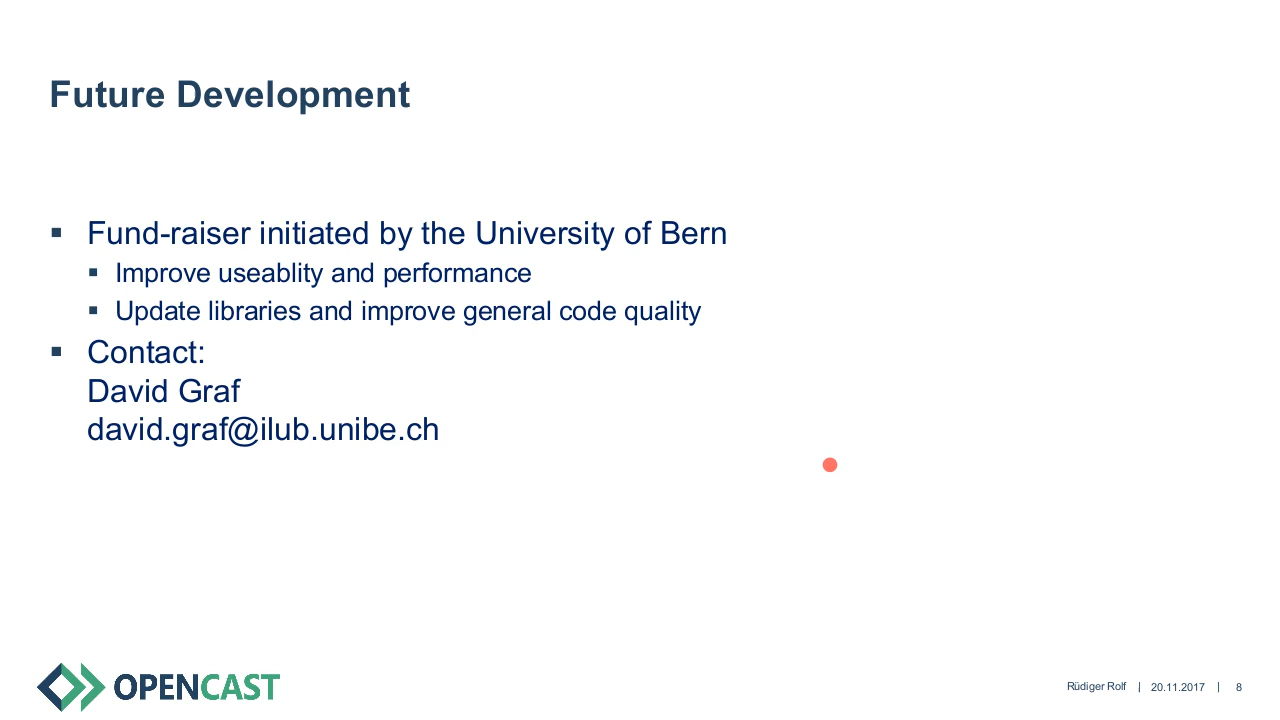 Future Development
▪ Fund-raiser initiated by the University of Bern
▪ Improve useablity and performance
▪ Update libraries and improve general code quality
▪ Contact:
David Graf
david.graf@ilub.unibe.ch
OPENCAST
Rüdiger Rolf | 20.11.2017 | 8